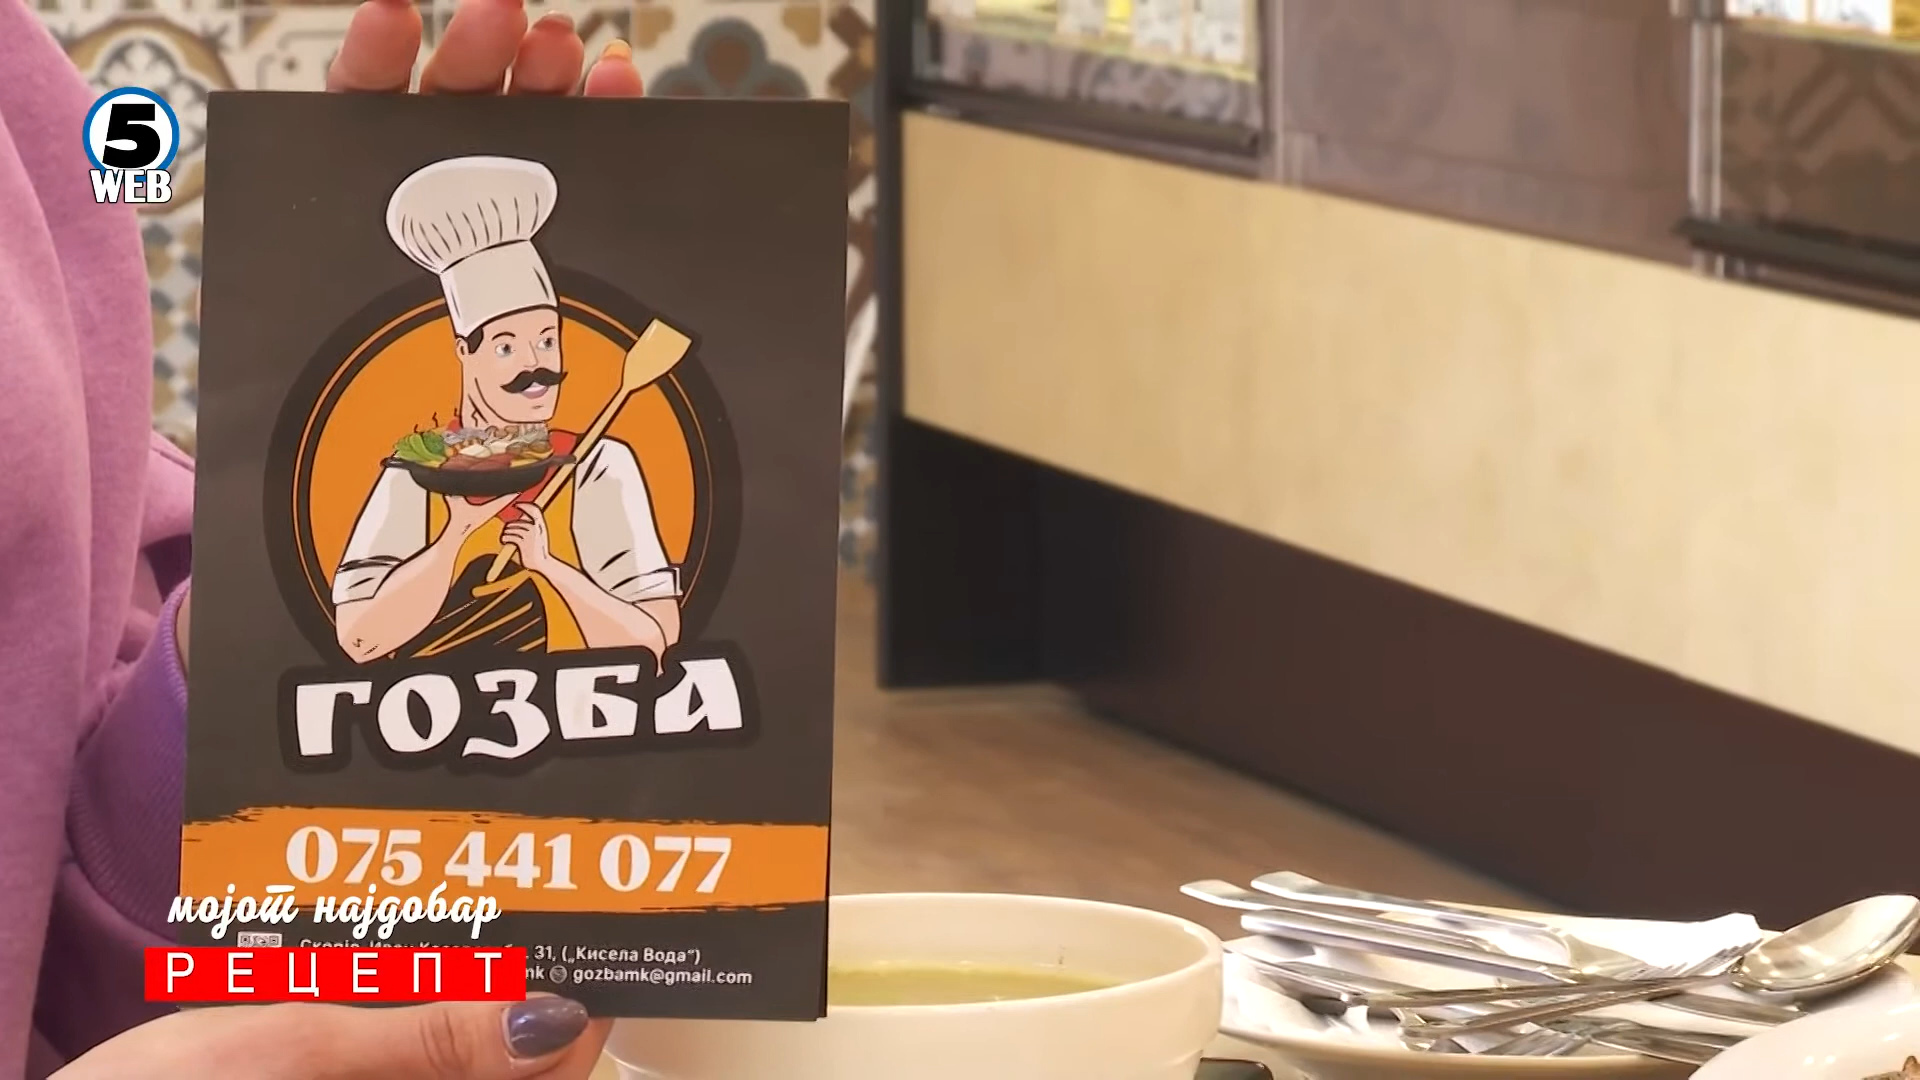 5
WEB
ГОЗБА
075 441 077
мојот најдобар
РЕЦЕПТ
31, („Кисела Вода“)
gozbamk@gmail.com